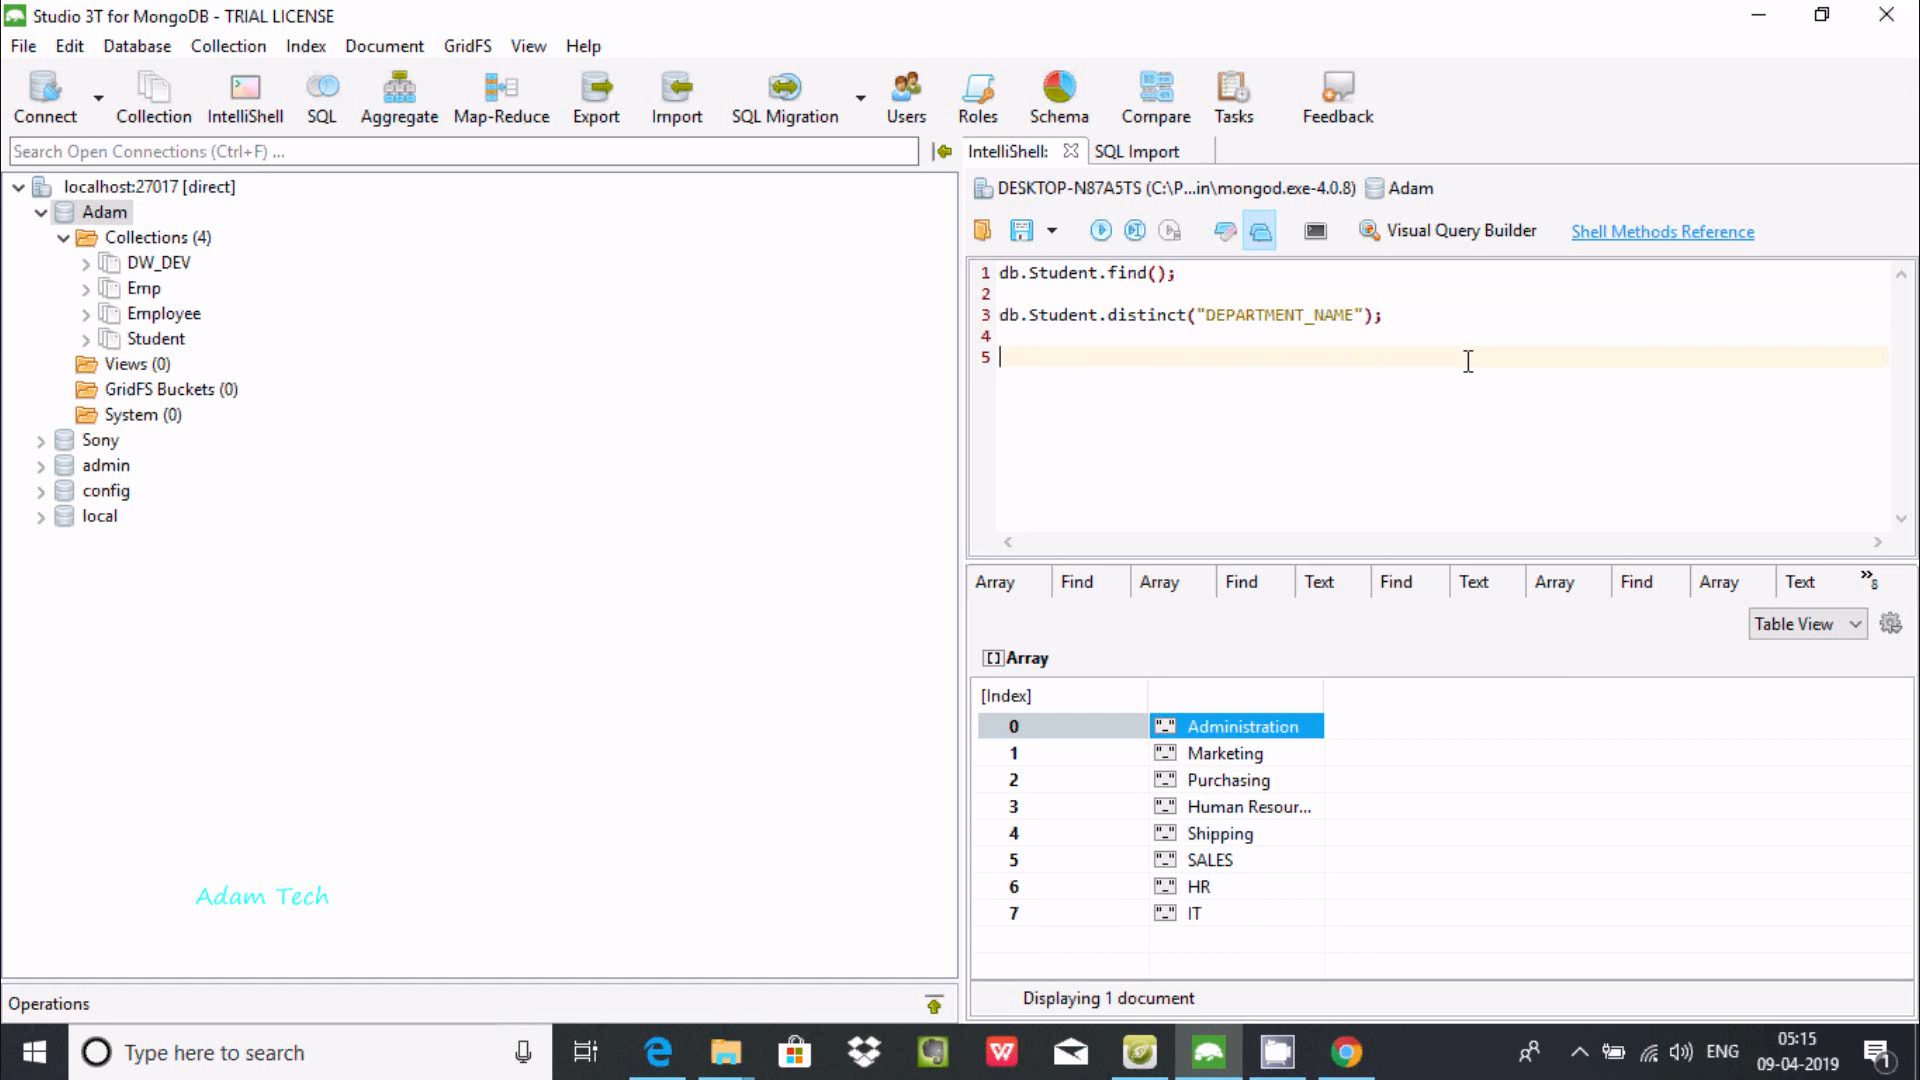 Studio 3T for MongoDB - TRIAL LICENSE
File Edit Database Collection Index Document GridFS View Help
Connect Collection IntelliShell SQL Aggregate Map-Reduce Export Import SQL Migration Users Roles Schema Compare Tasks Feedback
Search Open Connections (Ctrl+F) ...
IntelliShell: SQL Import
localhost:27017 [direct]
Adam
Collections (4)
DW_DEV
Emp
Employee
Student
Views (0)
GridFS Buckets (0)
System (0)
Sony
admin
config
local
Adam Tech
Operations
DESKTOP-N87A5TS (C:\P...in\mongod.exe-4.0.8) Adam
Visual Query Builder Shell Methods Reference
1 db.Student.find();
2
3 db.Student.distinct("DEPARTMENT_NAME");
4
5
Array Find Array Find Text Find Text Array Find Array Text »8
Table View
[] Array
[Index]
0 "_" Administration
1 "_" Marketing
2 "_" Purchasing
3 "_" Human Resour...
4 "_" Shipping
5 "_" SALES
6 "_" HR
7 "_" IT
Displaying 1 document
Type here to search
ENG
05:15
09-04-2019
1